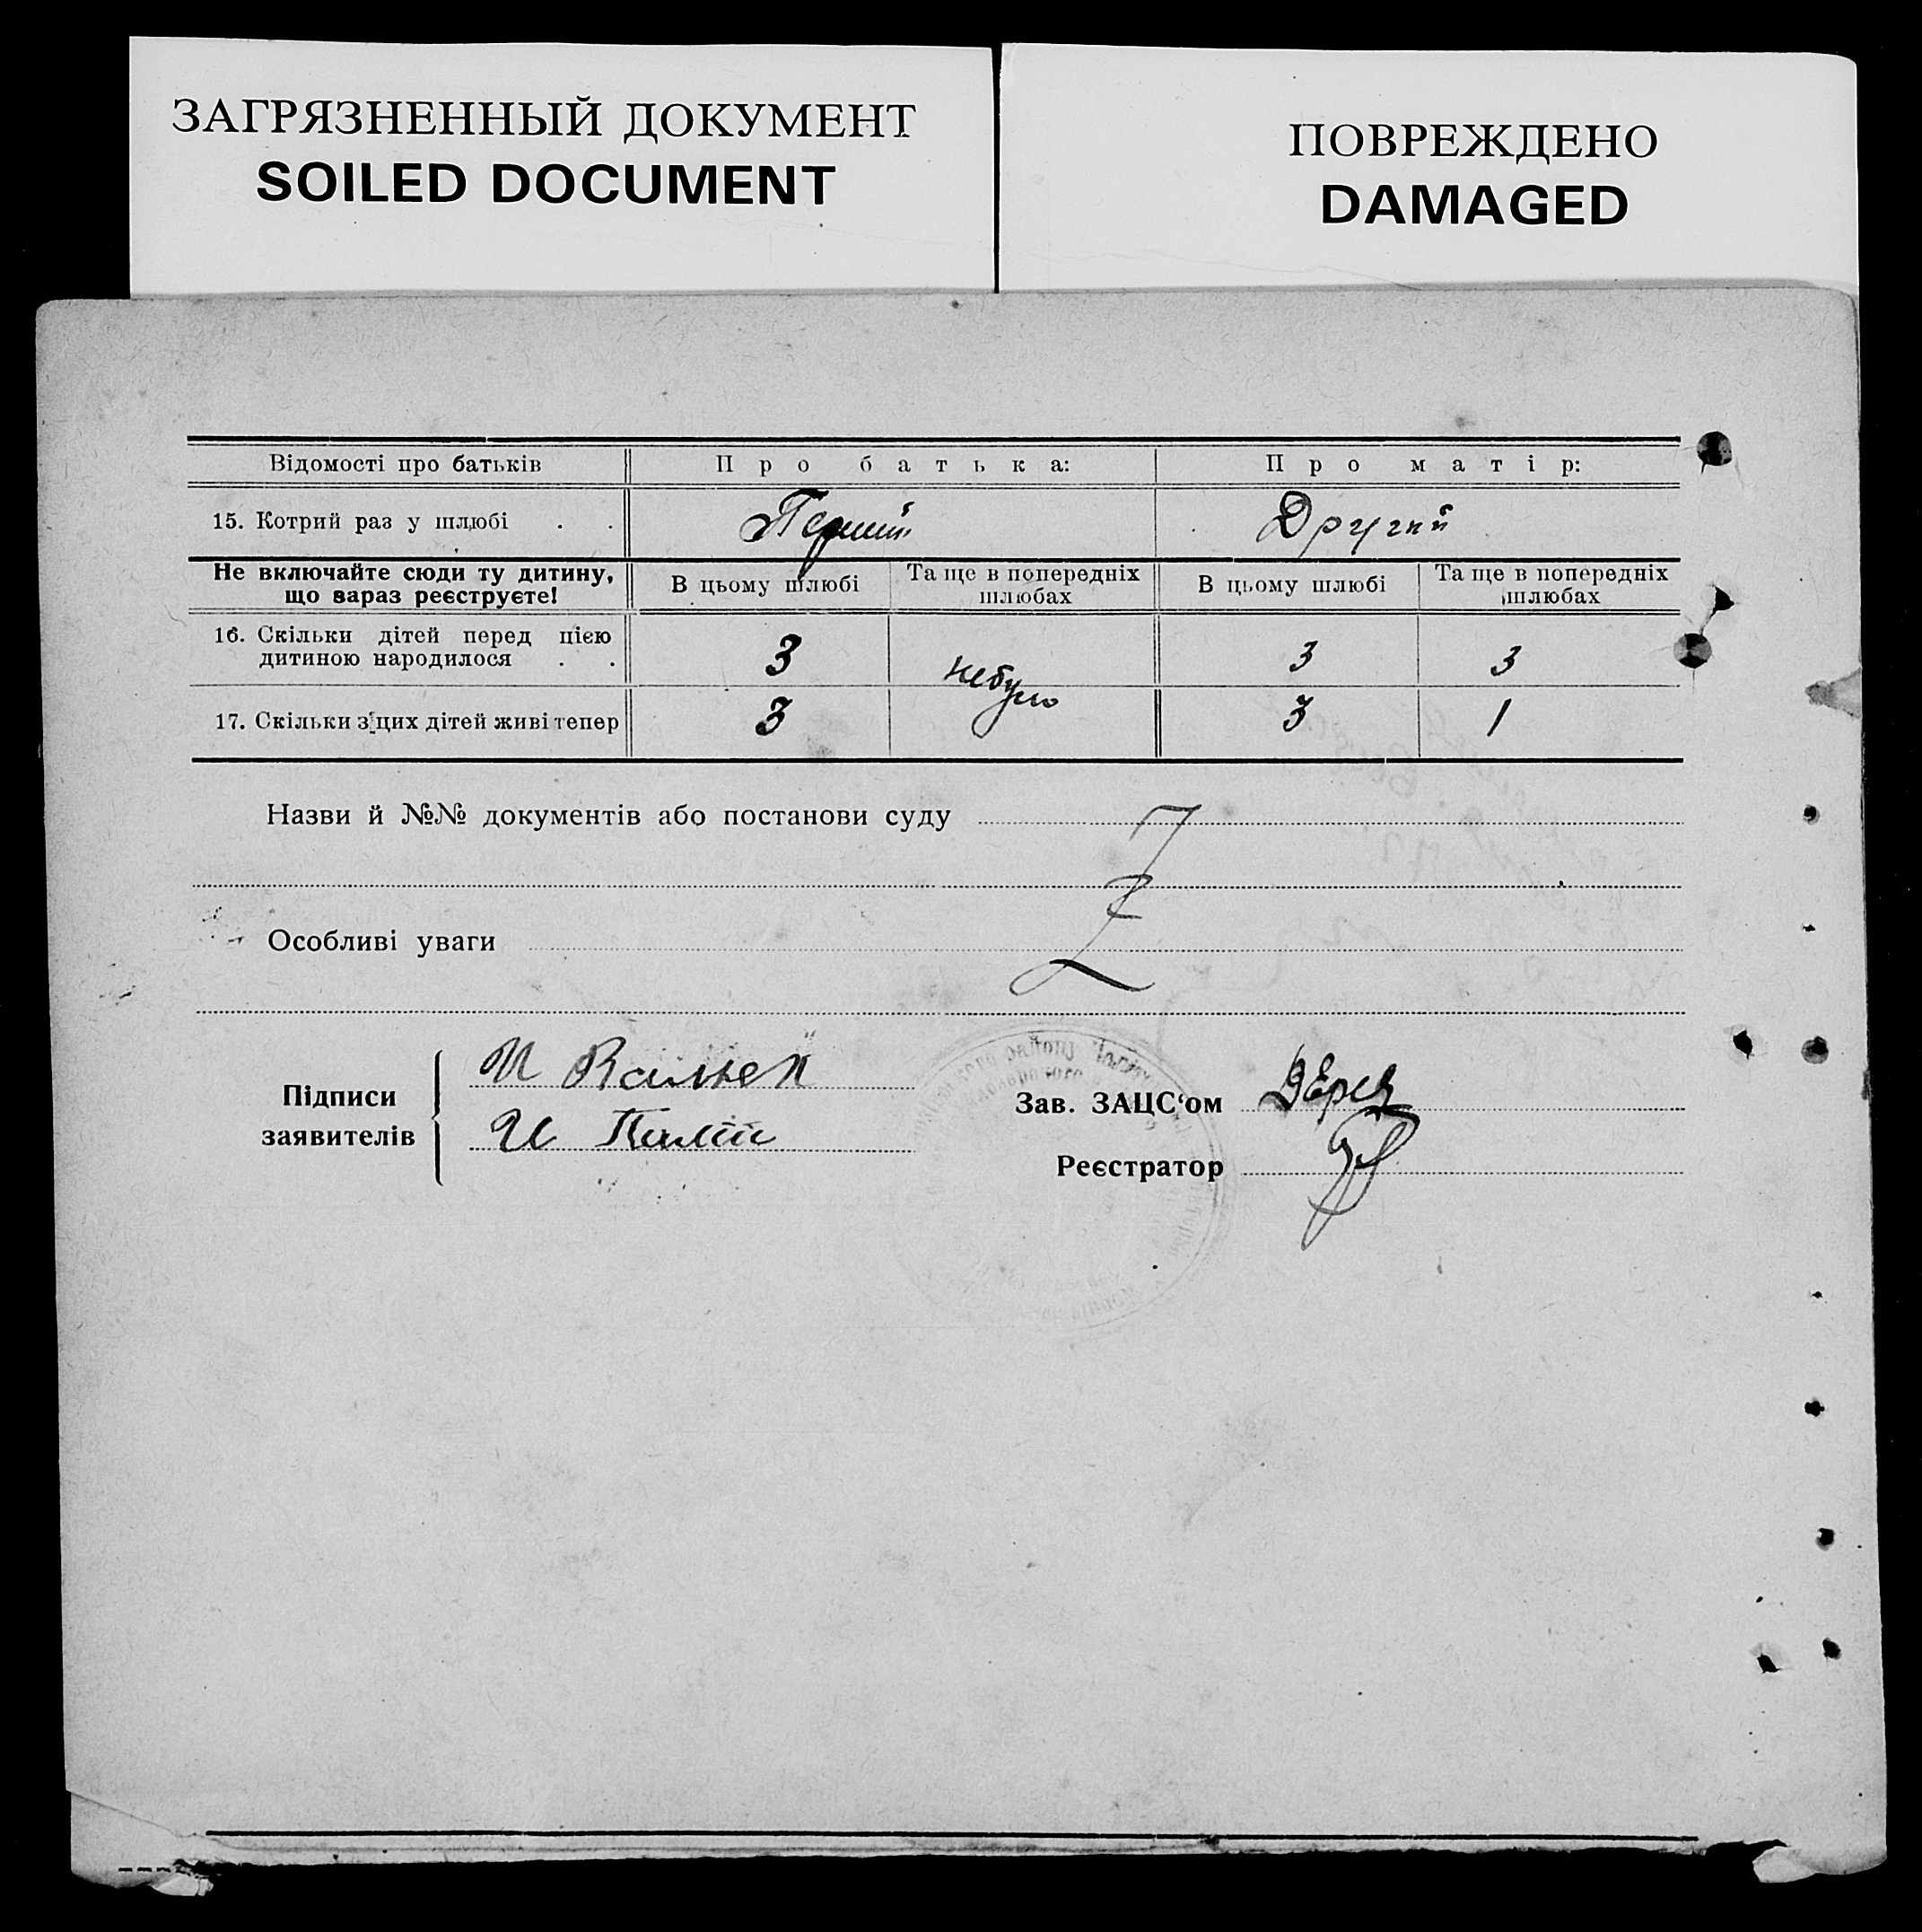 ЗАГРЯЗНЕННЫЙ ДОКУМЕНТ
SOILED DOCUMENT
ПОВРЕЖДЕНО
DAMAGED
Відомості про батьків Про батька: Про матір:
15. Котрий раз у шлюбі . . Перший Другий
Не включайте сюди ту дитину, що зараз реєструєте! В цьому шлюбі Та ще в попередніх шлюбах В цьому шлюбі Та ще в попередніх шлюбах
16. Скільки дітей перед цією дитиною народилося . . 3 небуло 3 3
17. Скільки з цих дітей живі тепер 3 3 1
Назви й №№ документів або постанови суду
Особливі уваги
Підписи заявителів
И
И Палій
Зав. ЗАЦС‘ом
Реєстратор